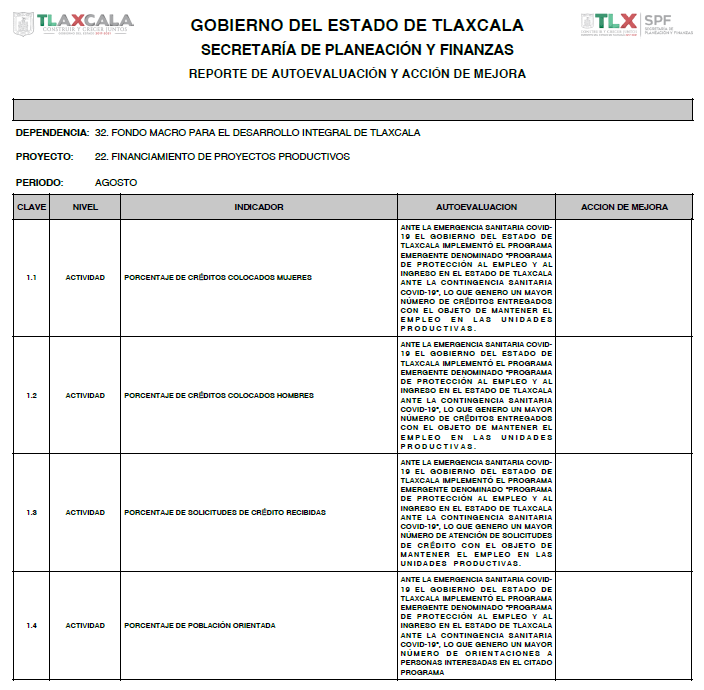 TLAXCALA
CONSTRUIR Y CRECER JUNTOS
GOBIERNO DEL ESTADO DE TLAXCALA
TLX
SPF
SECRETARÍA
DE PLANEACIÓN
Y FINANZAS
SECRETARÍA DE PLANEACIÓN Y FINANZAS
REPORTE DE AUTOEVALUACIÓN Y ACCIÓN DE MEJORA
DEPENDENCIA: 32. FONDO MACRO PARA EL DESARROLLO INTEGRAL DE TLAXCALA
PROYECTO: 22. FINANCIAMIENTO DE PROYECTOS PRODUCTIVOS
PERIODO: AGOSTO
CLAVE NIVEL INDICADOR AUTOEVALUACION ACCION DE MEJORA
1.1 ACTIVIDAD PORCENTAJE DE CRÉDITOS COLOCADOS MUJERES
ANTE LA EMERGENCIA SANITARIA COVID-
19 EL GOBIERNO DEL ESTADO DE
TLAXCALA IMPLEMENTÓ EL PROGRAMA
EMERGENTE DENOMINADO "PROGRAMA
DE PROTECCIÓN AL EMPLEO Y AL
INGRESO EN EL ESTADO DE TLAXCALA
ANTE LA CONTINGENCIA SANITARIA
COVID-19", LO QUE GENERO UN MAYOR
NÚMERO DE CRÉDITOS ENTREGADOS
CON EL OBJETO DE MANTENER EL
EMPLEO EN LAS UNIDADES
PRODUCTIVAS.
1.2 ACTIVIDAD PORCENTAJE DE CRÉDITOS COLOCADOS HOMBRES
ANTE LA EMERGENCIA SANITARIA COVID-
19 EL GOBIERNO DEL ESTADO DE
TLAXCALA IMPLEMENTÓ EL PROGRAMA
EMERGENTE DENOMINADO "PROGRAMA
DE PROTECCIÓN AL EMPLEO Y AL
INGRESO EN EL ESTADO DE TLAXCALA
ANTE LA CONTINGENCIA SANITARIA
COVID-19", LO QUE GENERO UN MAYOR
NÚMERO DE CRÉDITOS ENTREGADOS
CON EL OBJETO DE MANTENER EL
EMPLEO EN LAS UNIDADES
PRODUCTIVAS.
1.3 ACTIVIDAD PORCENTAJE DE SOLICITUDES DE CRÉDITO RECIBIDAS
ANTE LA EMERGENCIA SANITARIA COVID-
19 EL GOBIERNO DEL ESTADO DE
TLAXCALA IMPLEMENTÓ EL PROGRAMA
EMERGENTE DENOMINADO "PROGRAMA
DE PROTECCIÓN AL EMPLEO Y AL
INGRESO EN EL ESTADO DE TLAXCALA
ANTE LA CONTINGENCIA SANITARIA
COVID-19", LO QUE GENERO UN MAYOR
NÚMERO DE ATENCIÓN DE SOLICITUDES
DE CRÉDITO CON EL OBJETO DE
MANTENER EL EMPLEO EN LAS
UNIDADES PRODUCTIVAS.
1.4 ACTIVIDAD PORCENTAJE DE POBLACIÓN ORIENTADA
ANTE LA EMERGENCIA SANITARIA COVID-
19 EL GOBIERNO DEL ESTADO DE
TLAXCALA IMPLEMENTÓ EL PROGRAMA
EMERGENTE DENOMINADO "PROGRAMA
DE PROTECCIÓN AL EMPLEO Y AL
INGRESO EN EL ESTADO DE TLAXCALA
ANTE LA CONTINGENCIA SANITARIA
COVID-19", LO QUE GENERO UN MAYOR
NÚMERO DE ORIENTACIONES A
PERSONAS INTERESADAS EN EL CITADO
PROGRAMA